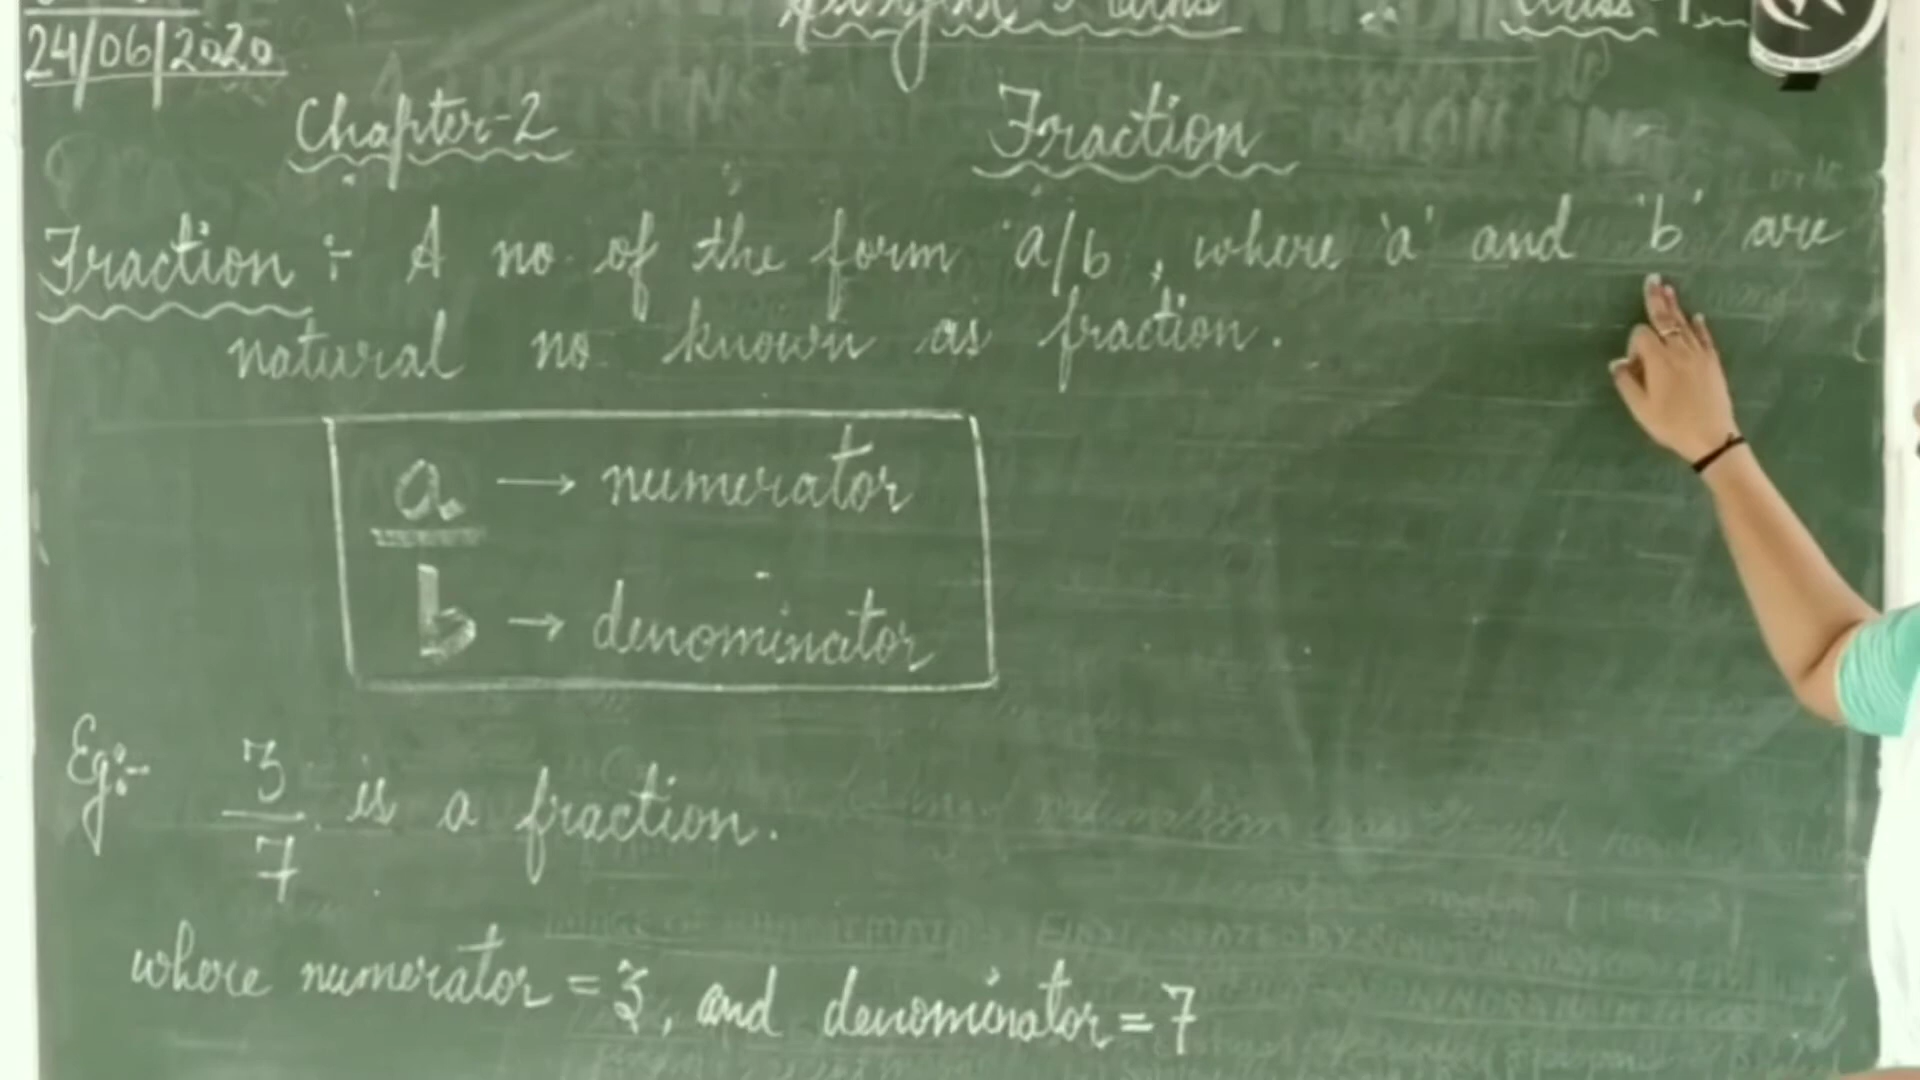 24/06/2020
Chapter-2 Fraction
Fraction :- A no. of the form a/b, where 'a' and 'b' are
natural no. known as fraction.
a → numerator
b → denominator
Eg:- 3/7 is a fraction.
where numerator = 3, and denominator = 7